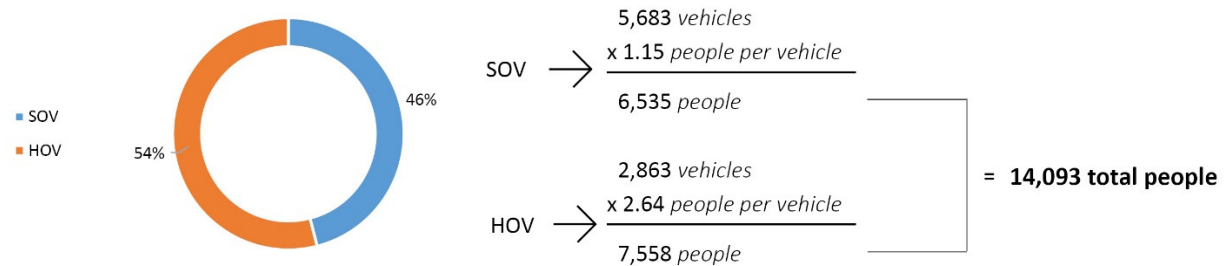 SOV
HOV
46%
54%
SOV
5,683 vehicles
x 1.15 people per vehicle
6,535 people
HOV
2,863 vehicles
x 2.64 people per vehicle
7,558 people
= 14,093 total people